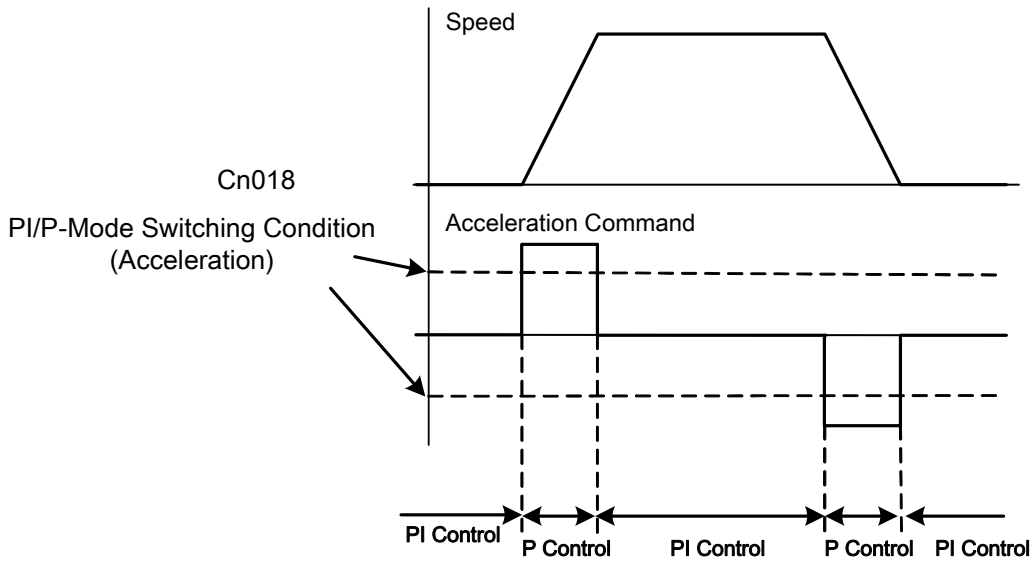 Speed
Cn018
PI/P-Mode Switching Condition
(Acceleration)
Acceleration Command
PI Control
P Control
PI Control
P Control
PI Control